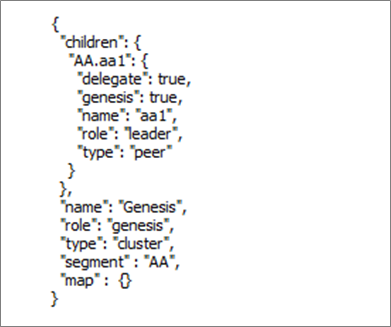 {
"children": {
"AA.aa1": {
"delegate": true,
"genesis": true,
"name": "aa1",
"role": "leader",
"type": "peer"
}
},
"name": "Genesis",
"role": "genesis",
"type": "cluster",
"segment" : "AA",
"map" : {}
}